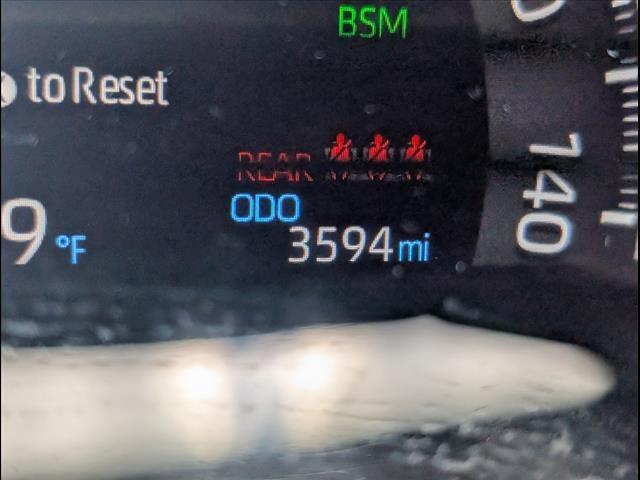 BSM
to Reset
REAR
ODO
9 °F
3594 mi
140